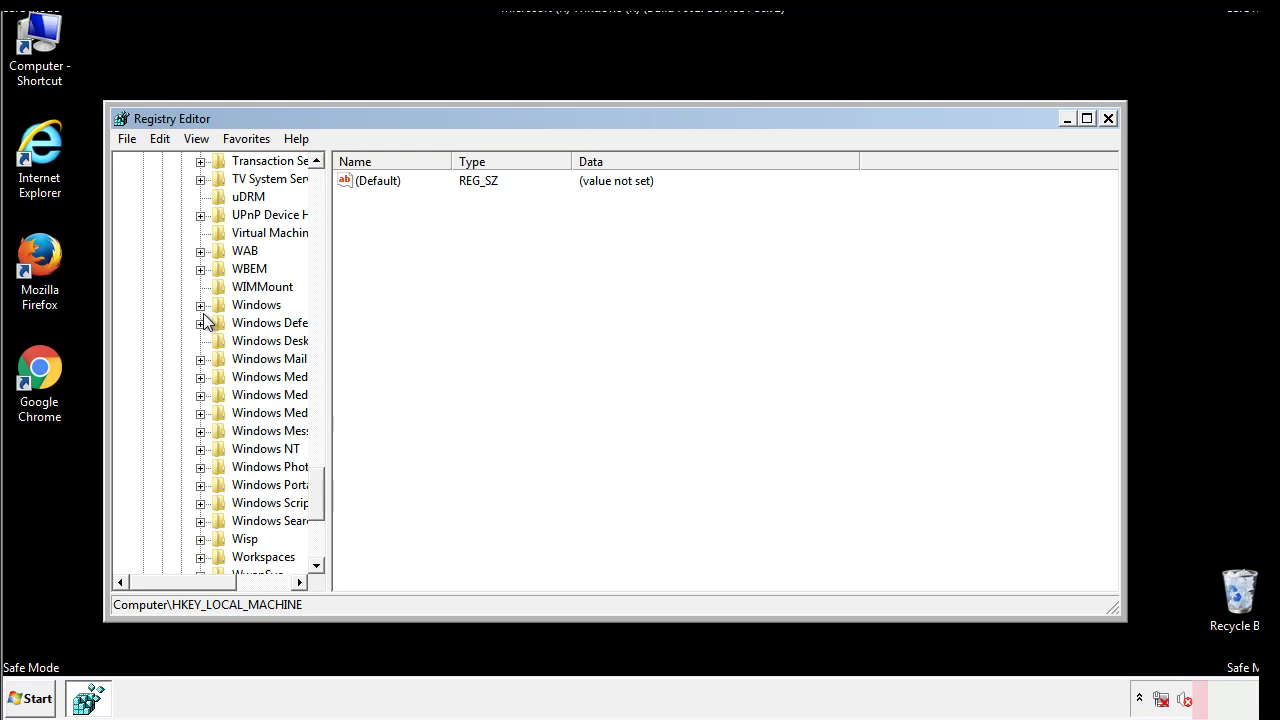 Computer -
Shortcut
Internet
Explorer
Mozilla
Firefox
Google
Chrome
Registry Editor
File Edit View Favorites Help
Transaction Se
TV System Serv
uDRM
UPnP Device H
Virtual Machin
WAB
WBEM
WIMMount
Windows
Windows Defe
Windows Desk
Windows Mail
Windows Med
Windows Med
Windows Med
Windows Mess
Windows NT
Windows Phot
Windows Porta
Windows Scrip
Windows Sear
Wisp
Workspaces
Name Type Data
(Default) REG_SZ (value not set)
Computer\HKEY_LOCAL_MACHINE
Recycle B
Safe Mode
Safe M
Start